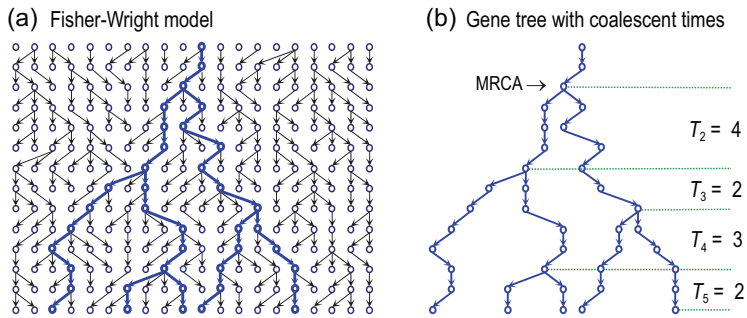 (a) Fisher-Wright model
(b) Gene tree with coalescent times
MRCA →
T₂ = 4
T₃ = 2
T₄ = 3
T₅ = 2